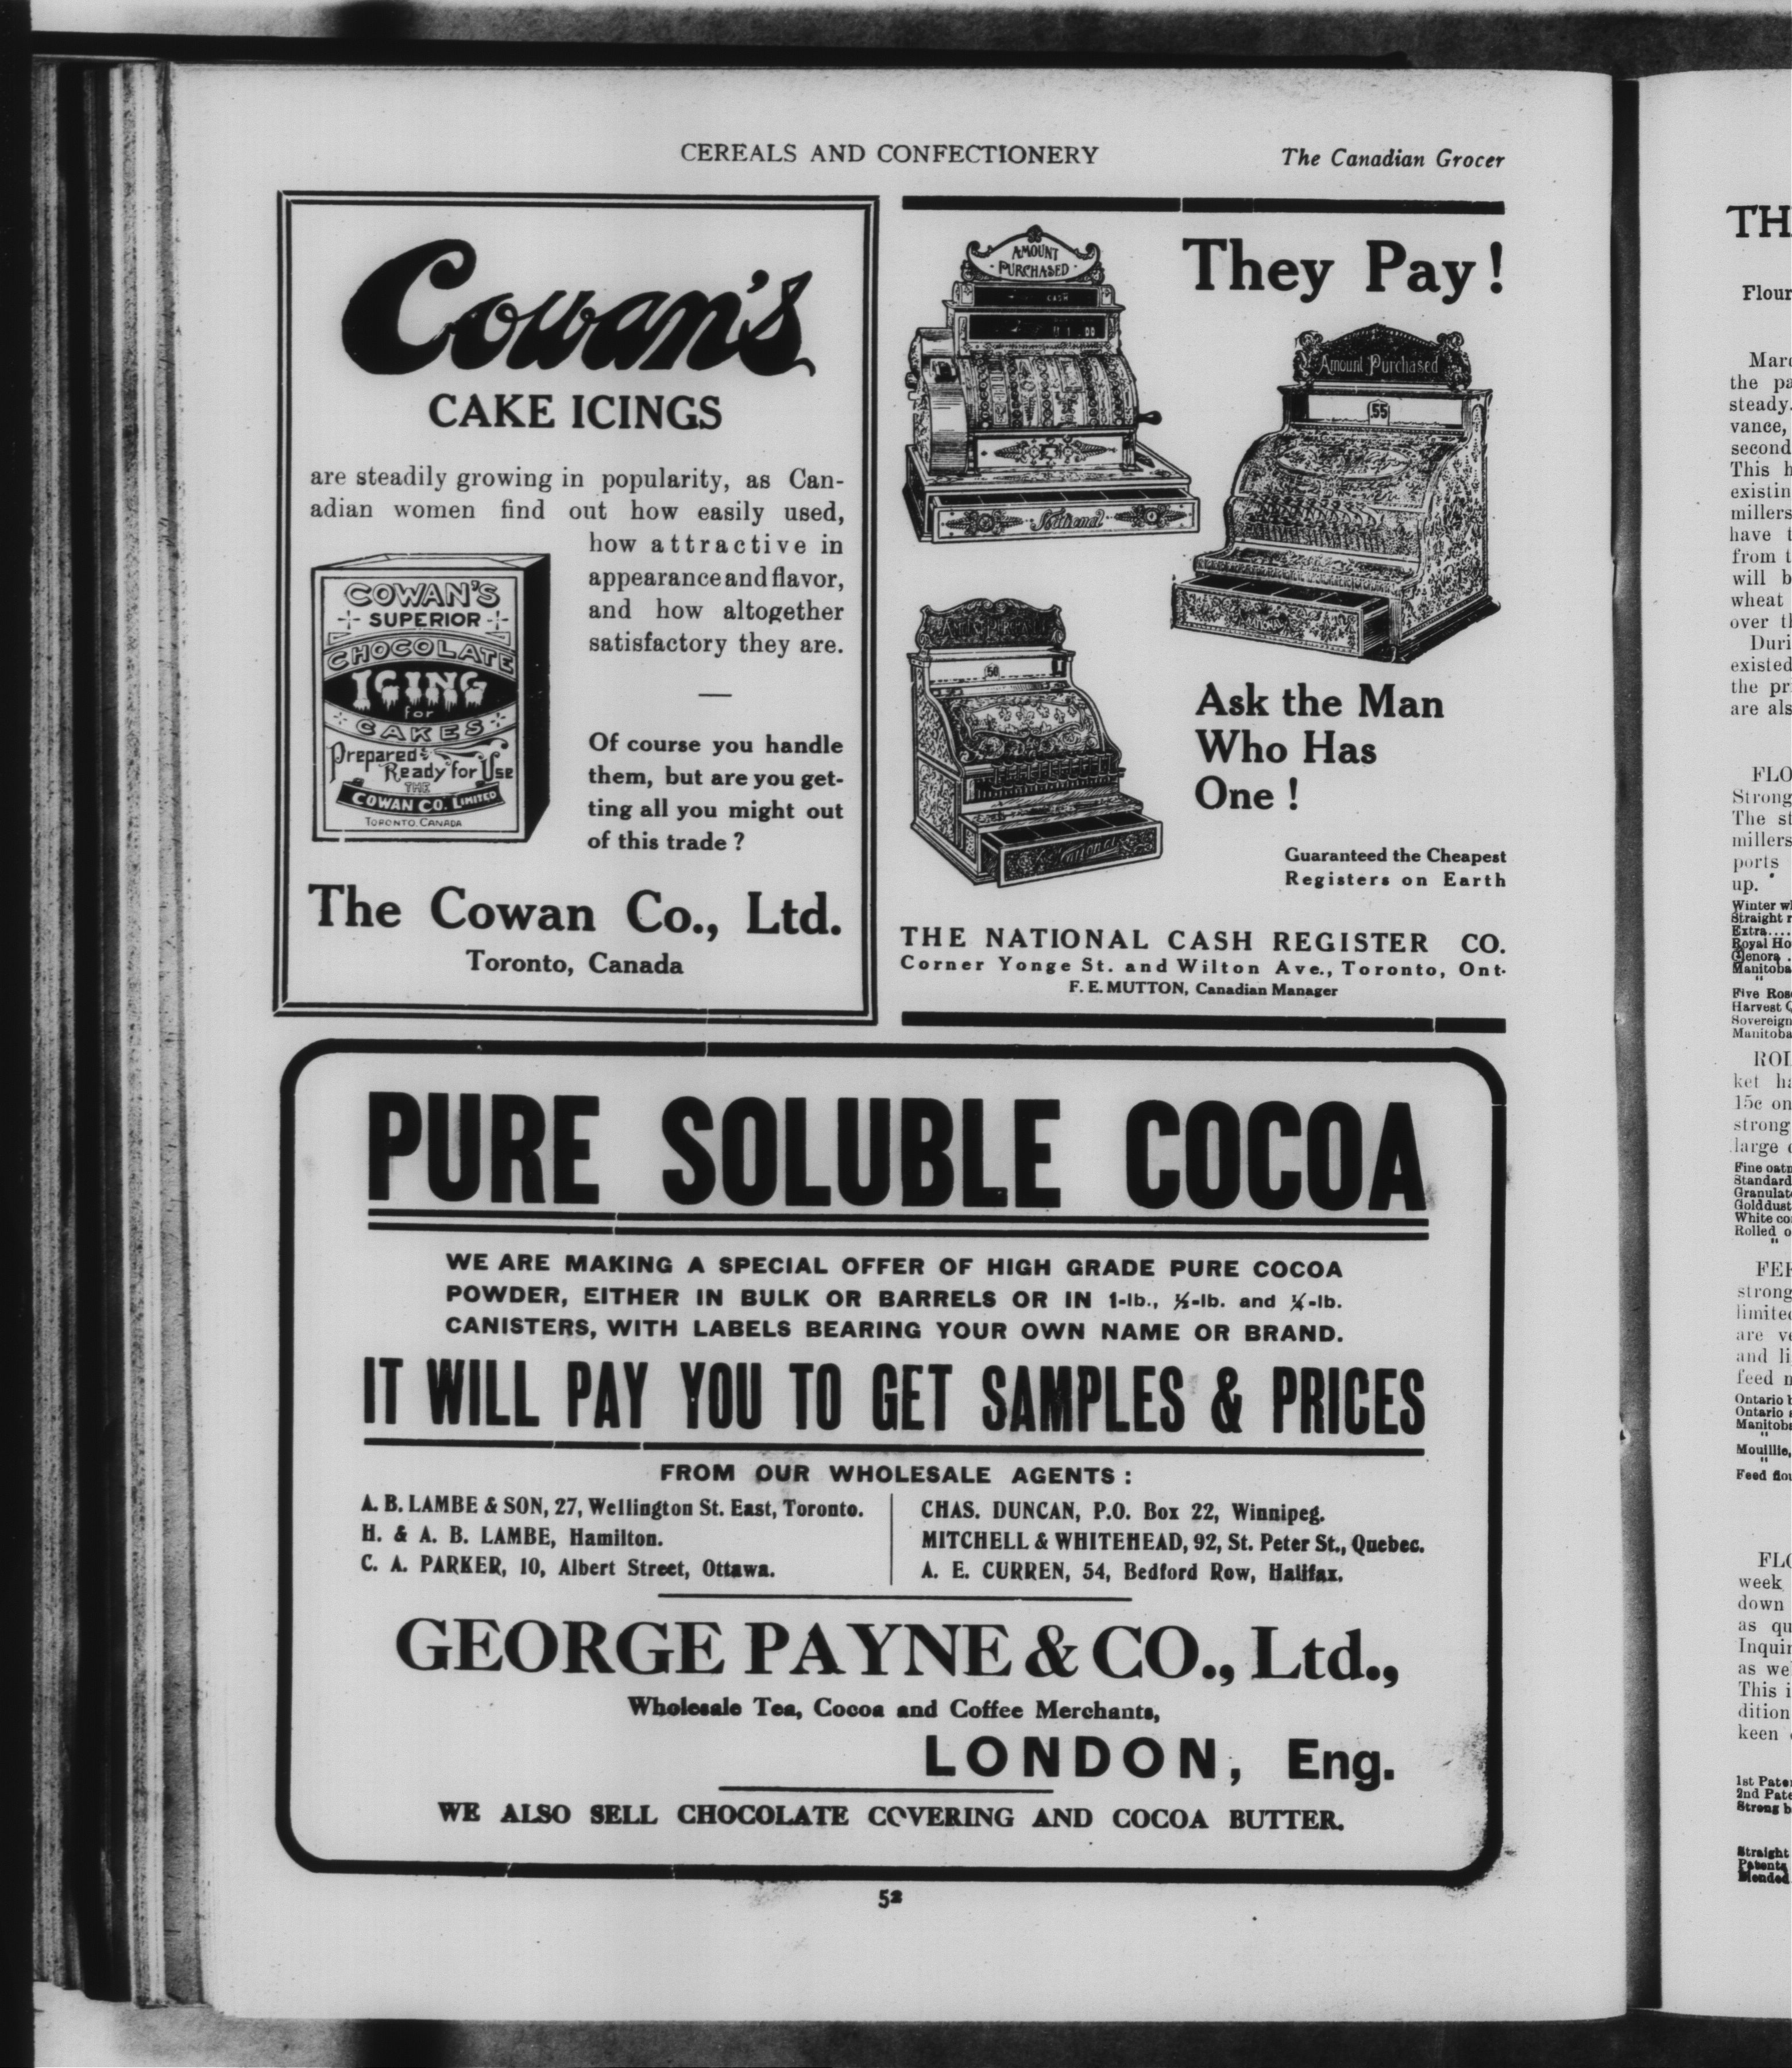 CEREALS AND CONFECTIONERY
The Canadian Grocer
Cowan's
CAKE ICINGS
are steadily growing in popularity, as Can-
adian women find out how easily used,
how attractive in
appearance and flavor,
and how altogether
satisfactory they are.
COWAN'S
SUPERIOR
CHOCOLATE
ICING
for
CAKES
Prepared
Ready for Use
THE
COWAN CO. LIMITED
TORONTO. CANADA
Of course you handle
them, but are you get-
ting all you might out
of this trade ?
The Cowan Co., Ltd.
Toronto, Canada
They Pay!
AMOUNT
PURCHASED
CASH
National
Amount Purchased
55
50
National
Ask the Man
Who Has
One !
Guaranteed the Cheapest
Registers on Earth
THE NATIONAL CASH REGISTER CO.
Corner Yonge St. and Wilton Ave., Toronto, Ont.
F. E. MUTTON, Canadian Manager
PURE SOLUBLE COCOA
WE ARE MAKING A SPECIAL OFFER OF HIGH GRADE PURE COCOA
POWDER, EITHER IN BULK OR BARRELS OR IN 1-lb., ½-lb. and ¼-lb.
CANISTERS, WITH LABELS BEARING YOUR OWN NAME OR BRAND.
IT WILL PAY YOU TO GET SAMPLES & PRICES
FROM OUR WHOLESALE AGENTS :
A. B. LAMBE & SON, 27, Wellington St. East, Toronto.
H. & A. B. LAMBE, Hamilton.
C. A. PARKER, 10, Albert Street, Ottawa.
CHAS. DUNCAN, P.O. Box 22, Winnipeg.
MITCHELL & WHITEHEAD, 92, St. Peter St., Quebec.
A. E. CURREN, 54, Bedford Row, Halifax.
GEORGE PAYNE & CO., Ltd.,
Wholesale Tea, Cocoa and Coffee Merchants,
LONDON, Eng.
WE ALSO SELL CHOCOLATE COVERING AND COCOA BUTTER.
52